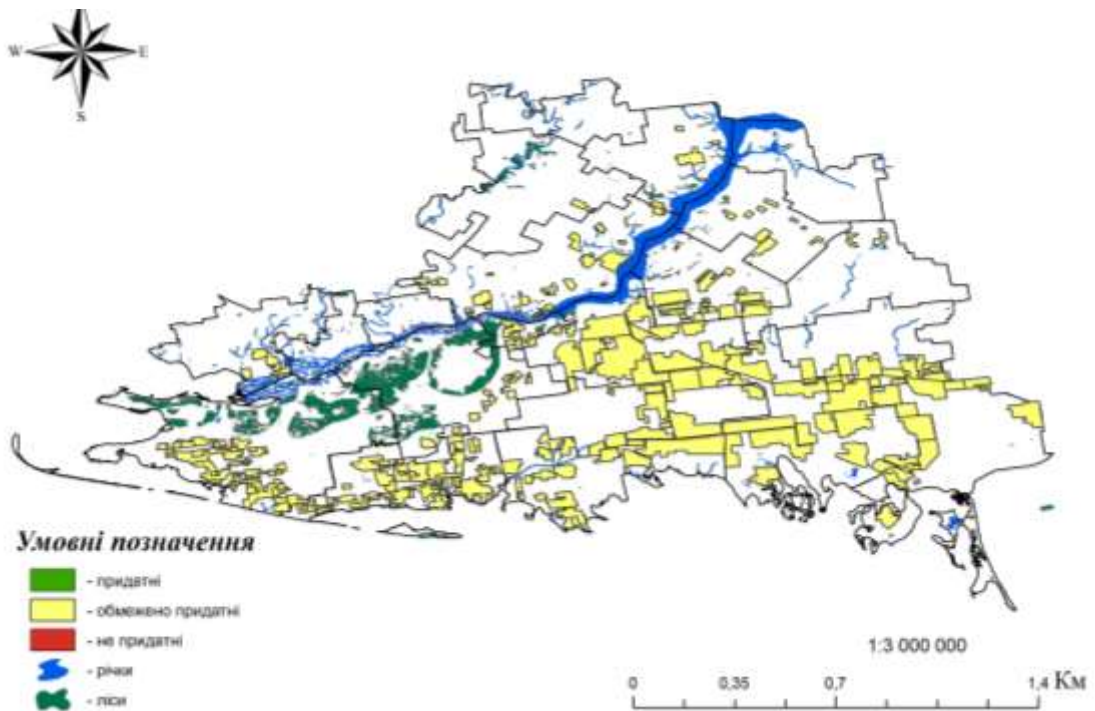 W
E
S
Умовні позначення
- придатні
- обмежено придатні
- не придатні
- річки
- ліси
1:3 000 000
0 0,35 0,7 1,4 Км